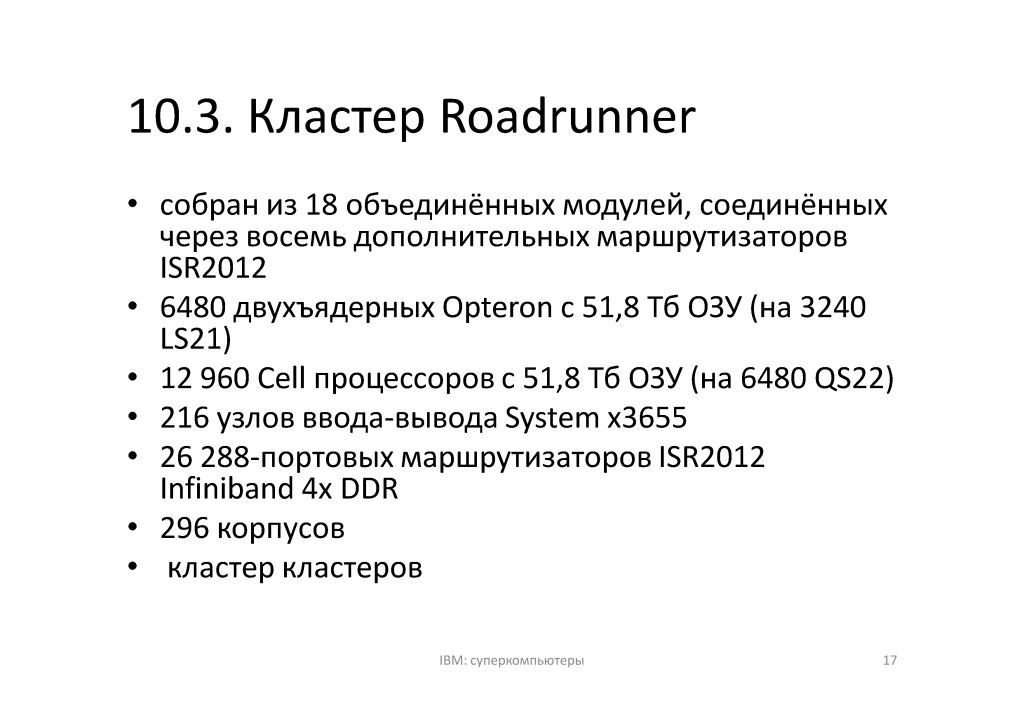 10.3. Кластер Roadrunner
• собран из 18 объединённых модулей, соединённых
через восемь дополнительных маршрутизаторов
ISR2012
• 6480 двухъядерных Opteron с 51,8 Тб ОЗУ (на 3240
LS21)
• 12 960 Cell процессоров с 51,8 Тб ОЗУ (на 6480 QS22)
• 216 узлов ввода-вывода System x3655
• 26 288-портовых маршрутизаторов ISR2012
Infiniband 4x DDR
• 296 корпусов
• кластер кластеров
IBM: суперкомпьютеры
17